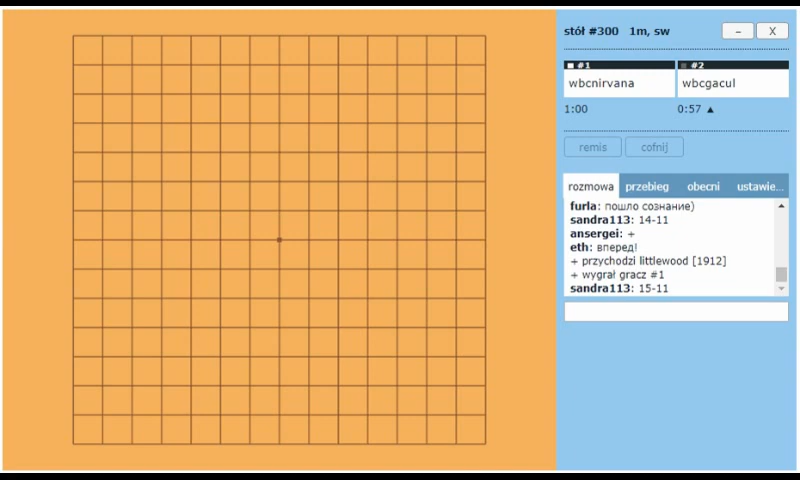 stół #300 1m, sw
– X
#1 #2
wbcnirvana wbcgacul
1:00 0:57 ▲
remis cofnij
rozmowa przebieg obecni ustawie...
furla: пошло сознание)
sandra113: 14-11
ansergei: +
eth: вперед!
+ przychodzi littlewood [1912]
+ wygrał gracz #1
sandra113: 15-11